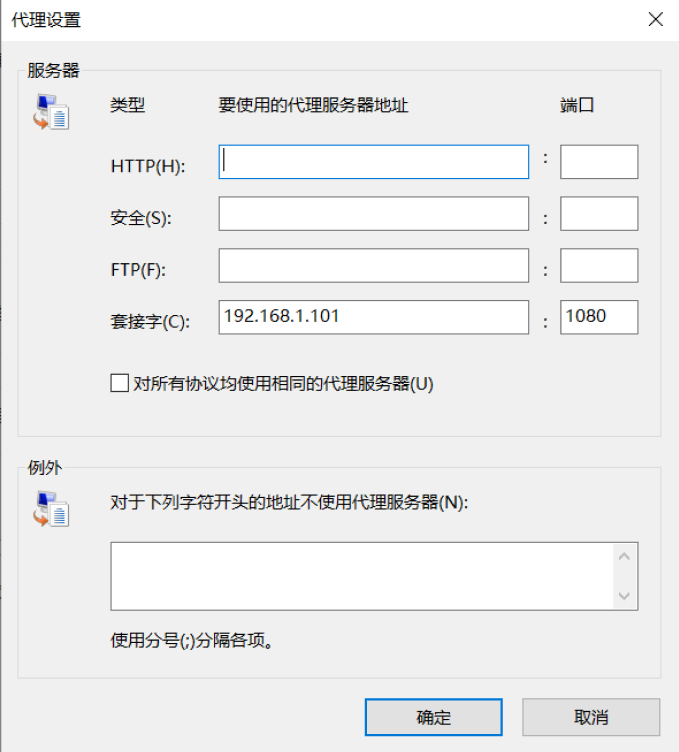 代理设置
服务器
类型 要使用的代理服务器地址 端口
HTTP(H): :
安全(S): :
FTP(F): :
套接字(C): 192.168.1.101 : 1080
对所有协议均使用相同的代理服务器(U)
例外
对于下列字符开头的地址不使用代理服务器(N):
使用分号(;)分隔各项。
确定 取消